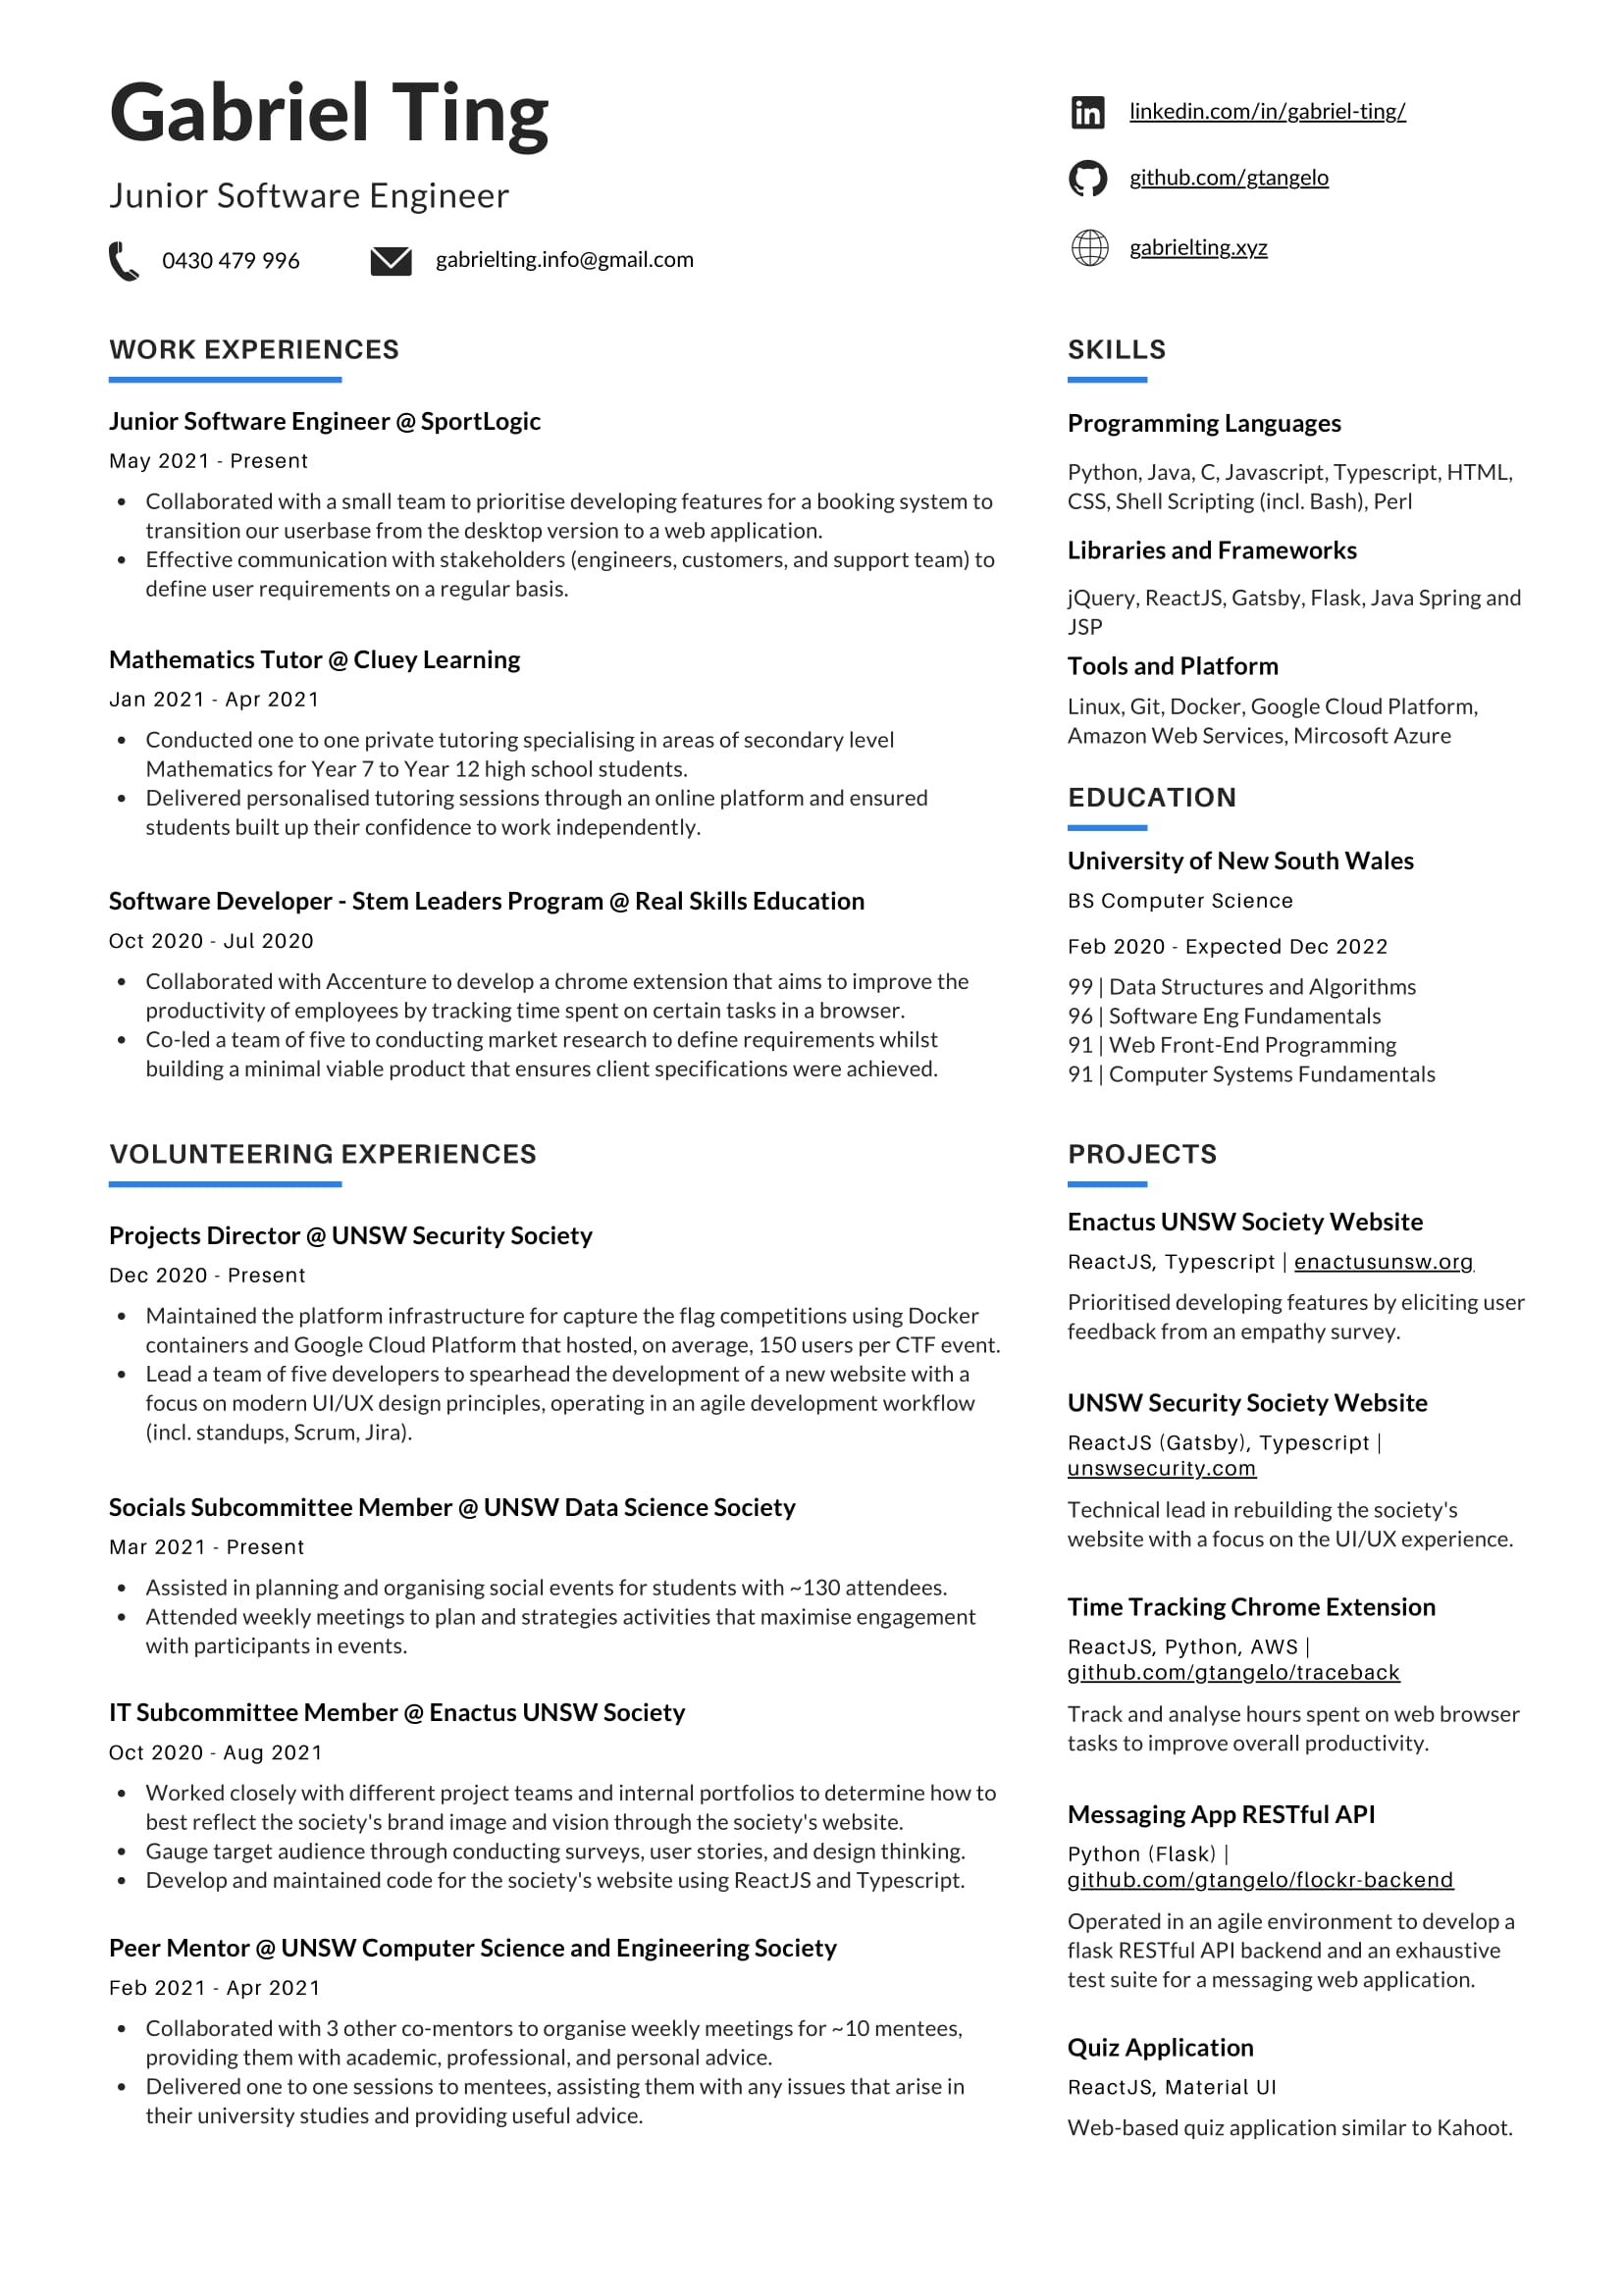 Gabriel Ting
Junior Software Engineer
0430 479 996
gabrielting.info@gmail.com
linkedin.com/in/gabriel-ting/
github.com/gtangelo
gabrielting.xyz
WORK EXPERIENCES
Junior Software Engineer @ SportLogic
May 2021 - Present
• Collaborated with a small team to prioritise developing features for a booking system to
transition our userbase from the desktop version to a web application.
• Effective communication with stakeholders (engineers, customers, and support team) to
define user requirements on a regular basis.
Mathematics Tutor @ Cluey Learning
Jan 2021 - Apr 2021
• Conducted one to one private tutoring specialising in areas of secondary level
Mathematics for Year 7 to Year 12 high school students.
• Delivered personalised tutoring sessions through an online platform and ensured
students built up their confidence to work independently.
Software Developer - Stem Leaders Program @ Real Skills Education
Oct 2020 - Jul 2020
• Collaborated with Accenture to develop a chrome extension that aims to improve the
productivity of employees by tracking time spent on certain tasks in a browser.
• Co-led a team of five to conducting market research to define requirements whilst
building a minimal viable product that ensures client specifications were achieved.
VOLUNTEERING EXPERIENCES
Projects Director @ UNSW Security Society
Dec 2020 - Present
• Maintained the platform infrastructure for capture the flag competitions using Docker
containers and Google Cloud Platform that hosted, on average, 150 users per CTF event.
• Lead a team of five developers to spearhead the development of a new website with a
focus on modern UI/UX design principles, operating in an agile development workflow
(incl. standups, Scrum, Jira).
Socials Subcommittee Member @ UNSW Data Science Society
Mar 2021 - Present
• Assisted in planning and organising social events for students with ~130 attendees.
• Attended weekly meetings to plan and strategies activities that maximise engagement
with participants in events.
IT Subcommittee Member @ Enactus UNSW Society
Oct 2020 - Aug 2021
• Worked closely with different project teams and internal portfolios to determine how to
best reflect the society's brand image and vision through the society's website.
• Gauge target audience through conducting surveys, user stories, and design thinking.
• Develop and maintained code for the society's website using ReactJS and Typescript.
Peer Mentor @ UNSW Computer Science and Engineering Society
Feb 2021 - Apr 2021
• Collaborated with 3 other co-mentors to organise weekly meetings for ~10 mentees,
providing them with academic, professional, and personal advice.
• Delivered one to one sessions to mentees, assisting them with any issues that arise in
their university studies and providing useful advice.
SKILLS
Programming Languages
Python, Java, C, Javascript, Typescript, HTML,
CSS, Shell Scripting (incl. Bash), Perl
Libraries and Frameworks
jQuery, ReactJS, Gatsby, Flask, Java Spring and
JSP
Tools and Platform
Linux, Git, Docker, Google Cloud Platform,
Amazon Web Services, Mircosoft Azure
EDUCATION
University of New South Wales
BS Computer Science
Feb 2020 - Expected Dec 2022
99 | Data Structures and Algorithms
96 | Software Eng Fundamentals
91 | Web Front-End Programming
91 | Computer Systems Fundamentals
PROJECTS
Enactus UNSW Society Website
ReactJS, Typescript | enactusunsw.org
Prioritised developing features by eliciting user
feedback from an empathy survey.
UNSW Security Society Website
ReactJS (Gatsby), Typescript |
unswsecurity.com
Technical lead in rebuilding the society's
website with a focus on the UI/UX experience.
Time Tracking Chrome Extension
ReactJS, Python, AWS |
github.com/gtangelo/traceback
Track and analyse hours spent on web browser
tasks to improve overall productivity.
Messaging App RESTful API
Python (Flask) |
github.com/gtangelo/flockr-backend
Operated in an agile environment to develop a
flask RESTful API backend and an exhaustive
test suite for a messaging web application.
Quiz Application
ReactJS, Material UI
Web-based quiz application similar to Kahoot.